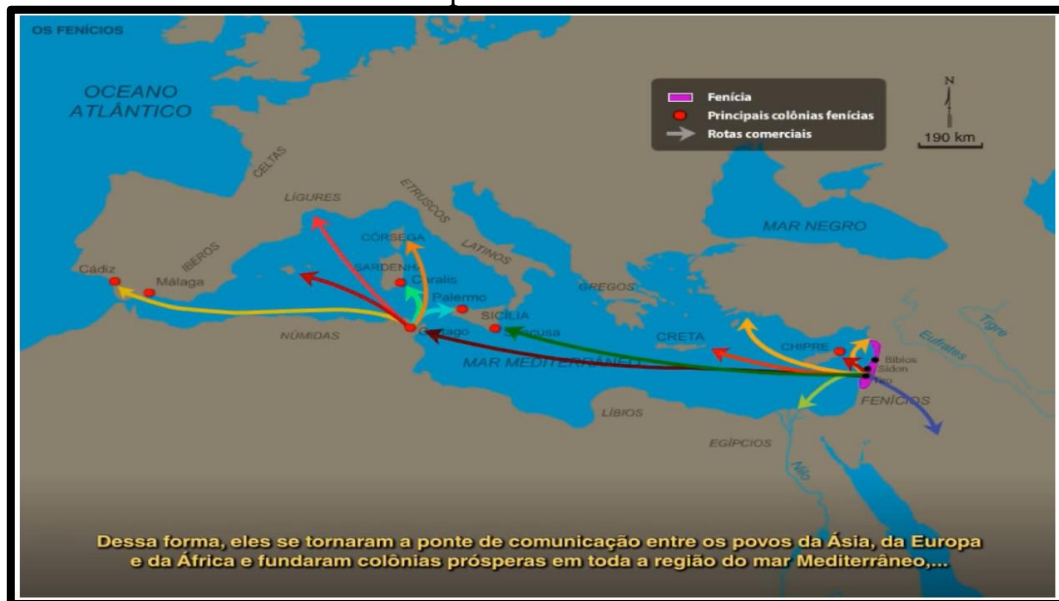 OS FENÍCIOS
OCEANO
ATLÂNTICO
Fenícia
Principais colônias fenícias
Rotas comerciais
N
190 km
CELTAS
LÍGURES
ETRUSCOS
MAR NEGRO
CÓRSEGA
LATINOS
IBEROS
SARDENHA
Cádiz
Málaga
Caralis
Palermo
GREGOS
SICÍLIA
Tigre
Eufrates
NÚMIDAS
CRETA
CHIPRE
MAR MEDITERRÂNEO
Biblos
Sidon
FENÍCIOS
LÍBIOS
EGÍPCIOS
Nilo
Dessa forma, eles se tornaram a ponte de comunicação entre os povos da Ásia, da Europa
e da África e fundaram colônias prósperas em toda a região do mar Mediterrâneo,...